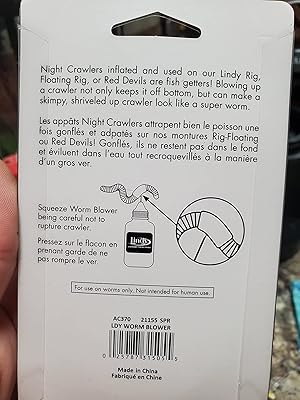 Night Crawlers inflated and used on our Lindy Rig,
Floating Rig, or Red Devils are fish getters! Blowing up
a crawler not only keeps it off bottom, but can make a
skimpy, shriveled up crawler look like a super worm.
Les appâts Night Crawlers attrapent bien le poisson une
fois gonflés et adpatés sur nos montures Rig-Floating
ou Red Devils! Gonflés, ils ne restent pas dans le fond
et évoluent dans l'eau tout recroquevillés à la manière
d'un gros ver.
Squeeze Worm Blower
being careful not to
rupture crawler.
Pressez sur le flacon en
prenant garde de ne
pas rompre le ver.
Lindy
For use on worms only. Not intended for human use.
AC370 21155 SPR
LDY WORM BLOWER
0 25787 31505 5
Made in China
Fabriqué en Chine